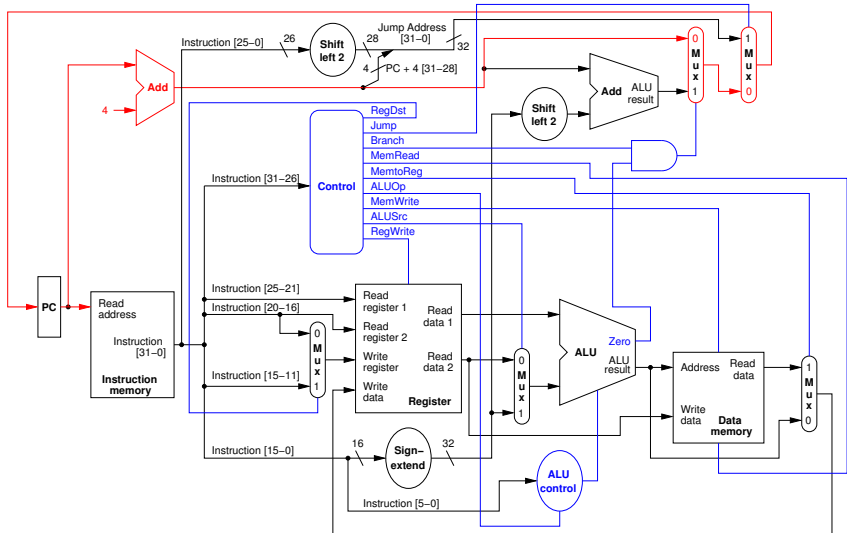 Instruction [25−0]
26
Shift
left 2
28
Jump Address
[31−0]
32
4
PC + 4 [31−28]
Add
4
0
M
u
x
1
1
M
u
x
0
Add
ALU
result
Shift
left 2
RegDst
Jump
Branch
MemRead
MemtoReg
ALUOp
MemWrite
ALUSrc
RegWrite
Control
Instruction [31−26]
PC
Read
address
Instruction
[31−0]
Instruction
memory
Instruction [25−21]
Instruction [20−16]
Instruction [15−11]
0
M
u
x
1
Read
register 1
Read
register 2
Write
register
Write
data
Read
data 1
Read
data 2
Register
0
M
u
x
1
ALU
Zero
ALU
result
Address
Write
data
Read
data
Data
memory
1
M
u
x
0
Instruction [15−0]
16
Sign−
extend
32
Instruction [5−0]
ALU
control